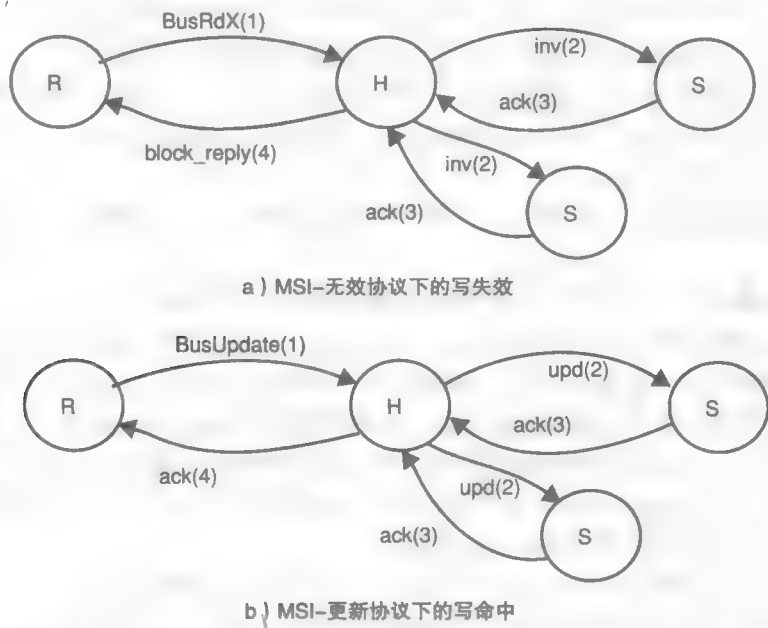 BusRdX(1)
R
H
S
inv(2)
ack(3)
block_reply(4)
inv(2)
ack(3)
S
a ) MSI-无效协议下的写失效
BusUpdate(1)
R
H
S
upd(2)
ack(3)
ack(4)
upd(2)
ack(3)
S
b ) MSI-更新协议下的写命中